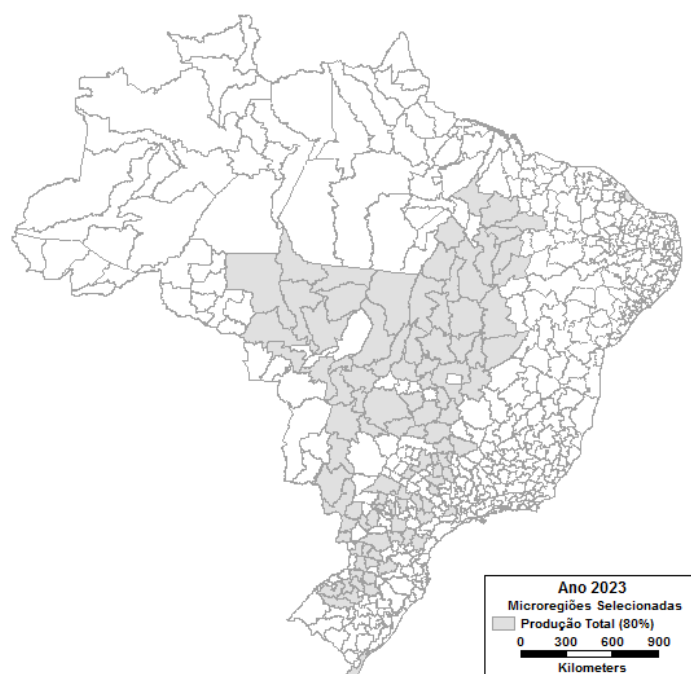 Ano 2023
Microregiões Selecionadas
Produção Total (80%)
0 300 600 900
Kilometers